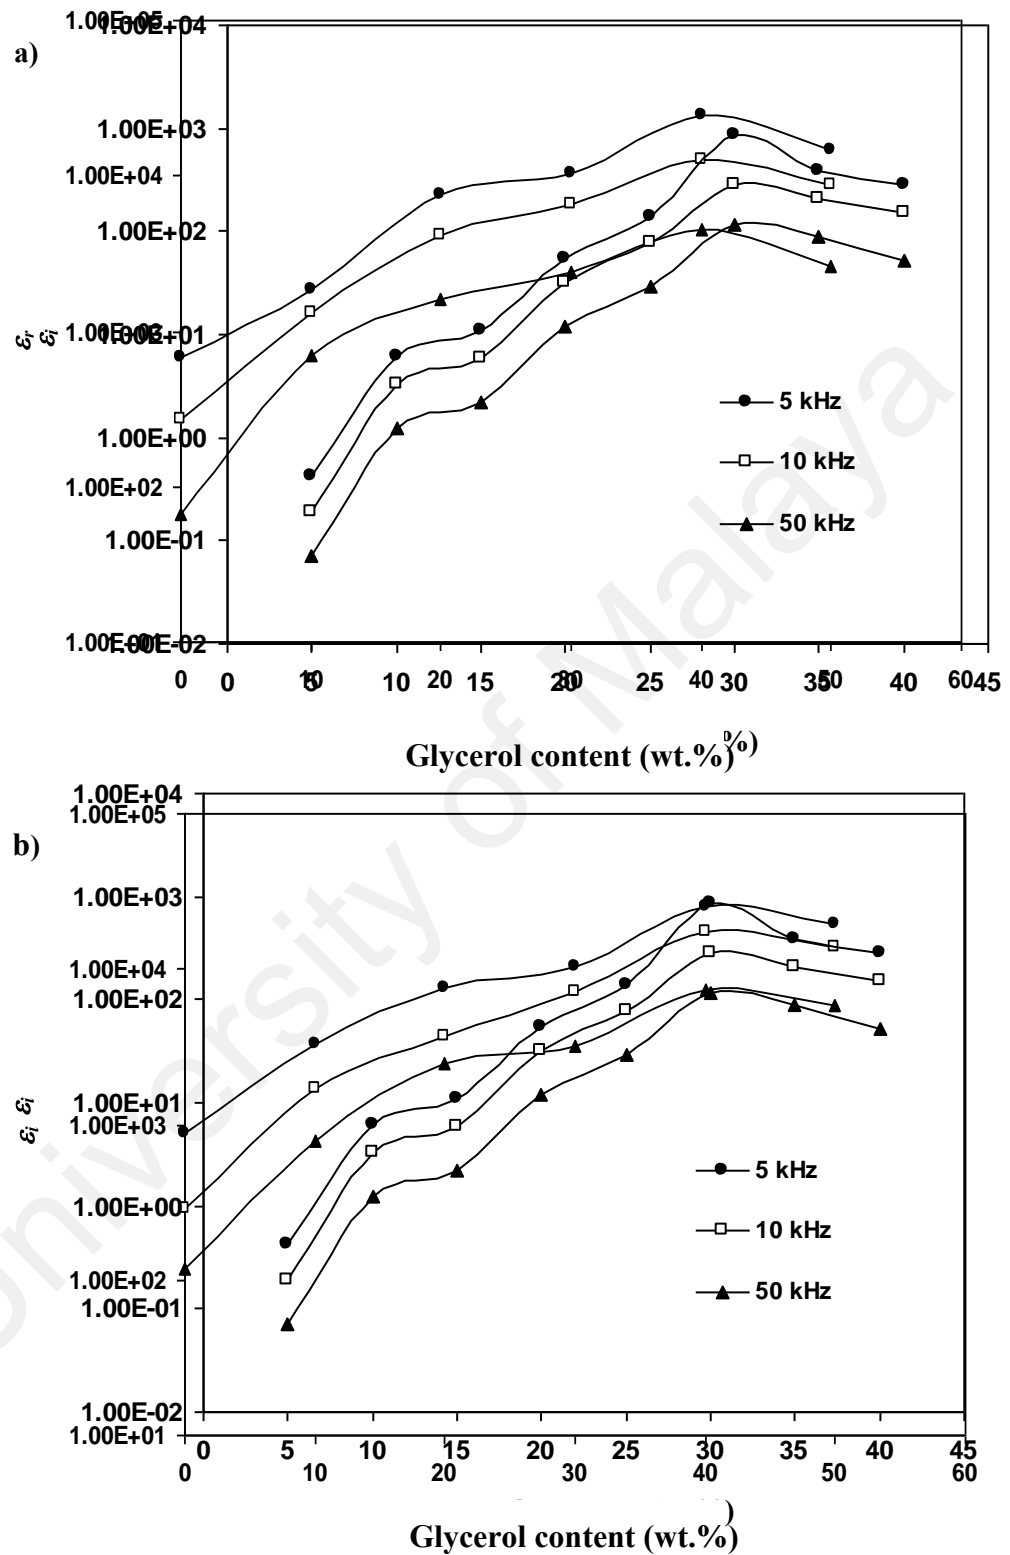 a)
1.00E+05
1.00E+04
1.00E+03
1.00E+04
1.00E+02
1.00E+03
1.00E+01
1.00E+00
1.00E+02
1.00E-01
1.00E+01
1.00E-02
εr
εi
5 kHz
10 kHz
50 kHz
0 10 20 30 40 50 60
0 5 10 15 20 25 30 35 40 45
%)
Glycerol content (wt.%)
b)
1.00E+04
1.00E+05
1.00E+03
1.00E+04
1.00E+02
1.00E+01
1.00E+03
1.00E+00
1.00E+02
1.00E-01
1.00E-02
1.00E+01
εi εi
5 kHz
10 kHz
50 kHz
0 5 10 15 20 25 30 35 40 45
0 10 20 30 40 50 60
)
Glycerol content (wt.%)
University of Malaya